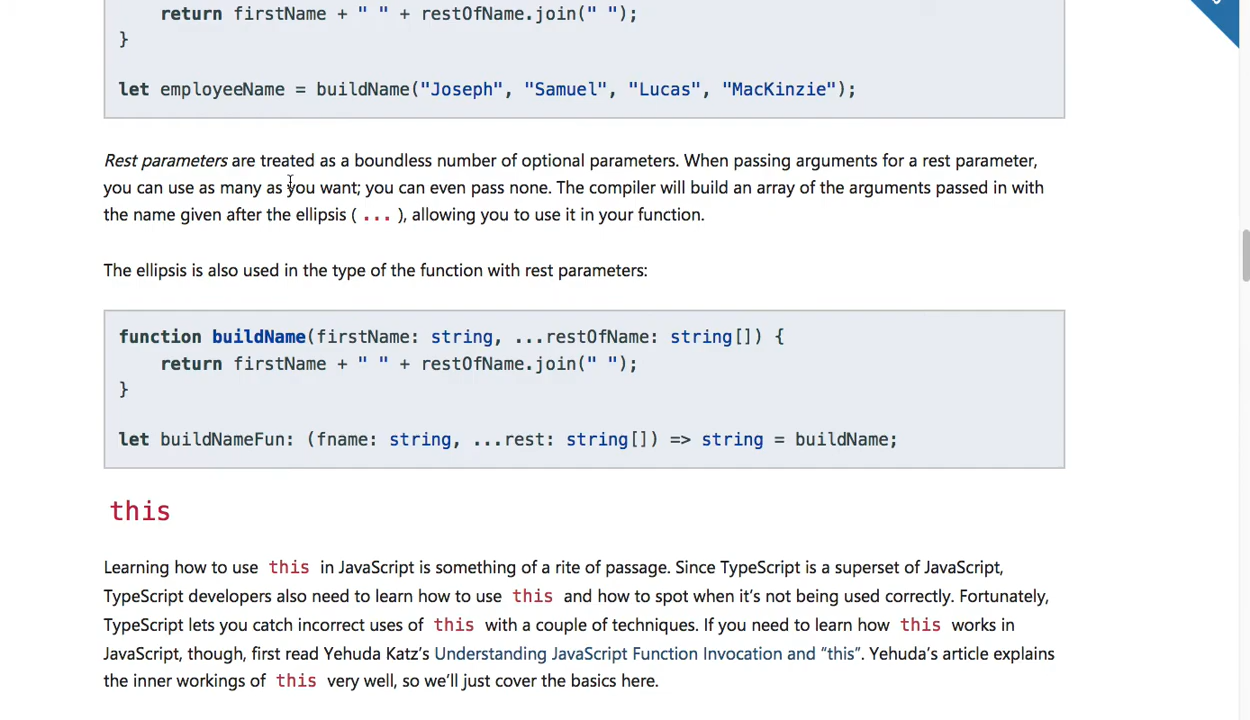 return firstName + " " + restOfName.join(" ");
}
let employeeName = buildName("Joseph", "Samuel", "Lucas", "MacKinzie");
Rest parameters are treated as a boundless number of optional parameters. When passing arguments for a rest parameter,
you can use as many as you want; you can even pass none. The compiler will build an array of the arguments passed in with
the name given after the ellipsis ( ... ), allowing you to use it in your function.
The ellipsis is also used in the type of the function with rest parameters:
function buildName(firstName: string, ...restOfName: string[]) {
return firstName + " " + restOfName.join(" ");
}
let buildNameFun: (fname: string, ...rest: string[]) => string = buildName;
this
Learning how to use this in JavaScript is something of a rite of passage. Since TypeScript is a superset of JavaScript,
TypeScript developers also need to learn how to use this and how to spot when it’s not being used correctly. Fortunately,
TypeScript lets you catch incorrect uses of this with a couple of techniques. If you need to learn how this works in
JavaScript, though, first read Yehuda Katz’s Understanding JavaScript Function Invocation and “this”. Yehuda’s article explains
the inner workings of this very well, so we’ll just cover the basics here.